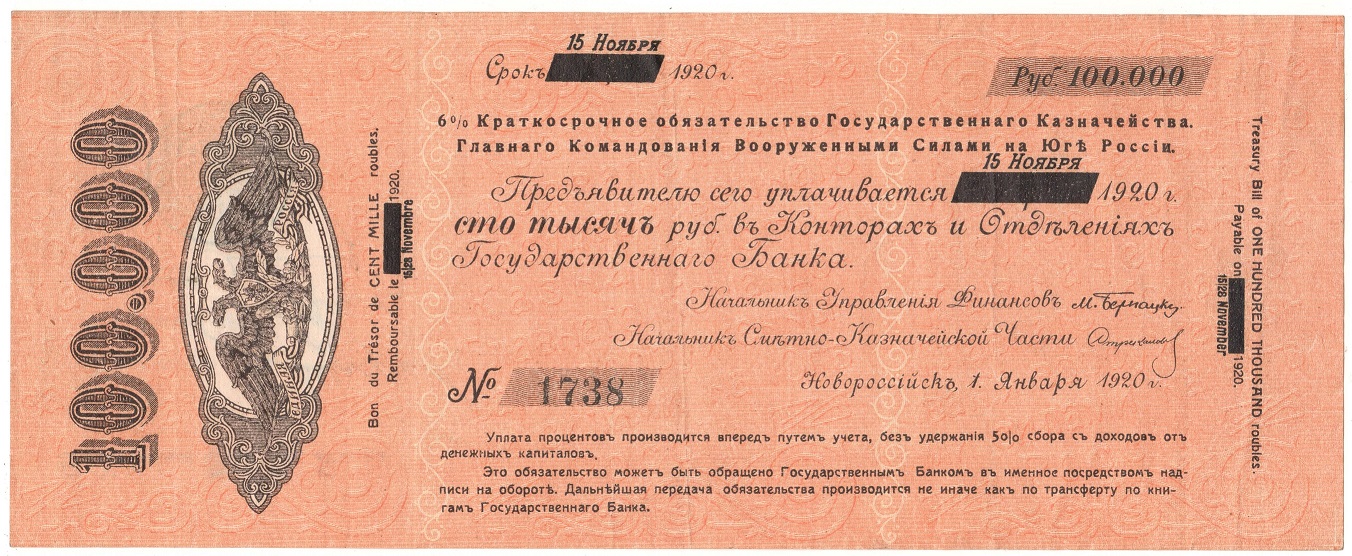 15 Ноября
Срокъ 1920 г.
Руб. 100.000
6% Краткосрочное обязательство Государственнаго Казначейства.
Главнаго Командованія Вооруженными Силами на Югѣ Россіи.
15 Ноября
Предъявителю сего уплачивается 1920 г.
сто тысячъ руб. въ Конторахъ и Отдѣленіяхъ
Государственнаго Банка.
Начальникъ Управленія Финансовъ М. Бернацкій
Начальникъ Смѣтно-Казначейской Части
Новороссійскъ, 1. Января 1920 г.
№ 1738
Уплата процентовъ производится впередъ путемъ учета, безъ удержанія 5% сбора съ доходовъ отъ
денежныхъ капиталовъ.
Это обязательство можетъ быть обращено Государственнымъ Банкомъ въ именное посредствомъ над-
писи на оборотѣ. Дальнѣйшая передача обязательства производится не иначе какъ по трансферту по кни-
гамъ Государственнаго Банка.
100.000
Bon du Trésor de CENT MILLE roubles.
Remboursable le 1920.
15/28 Novembre
Treasury Bill of ONE HUNDRED THOUSAND roubles.
Payable on 1920.
15/28 November